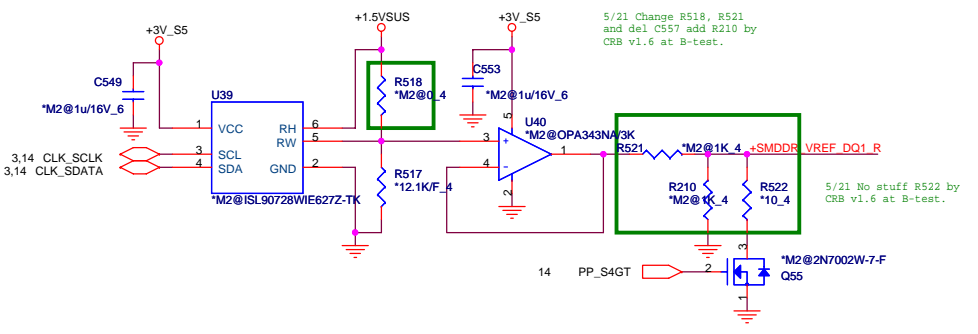 +1.5VSUS
+3V_S5
+3V_S5
5/21 Change R518, R521
and del C557 add R210 by
CRB v1.6 at B-test.
C549
*M2@1u/16V_6
U39
R518
*M2@0_4
C553
*M2@1u/16V_6
1 VCC RH 6
RW 5
3,14 CLK_SCLK 3 SCL
3,14 CLK_SDATA 4 SDA GND 2
*M2@ISL90728WIE627Z-TK
R517
*12.1K/F_4
U40
*M2@OPA343NA/3K
5
3 +
4 -
1
2
R521 *M2@1K_4
+SMDDR_VREF_DQ1_R
R210
*M2@1K_4
R522
*10_4
5/21 No stuff R522 by
CRB v1.6 at B-test.
14 PP_S4GT 2
3
1
*M2@2N7002W-7-F
Q55